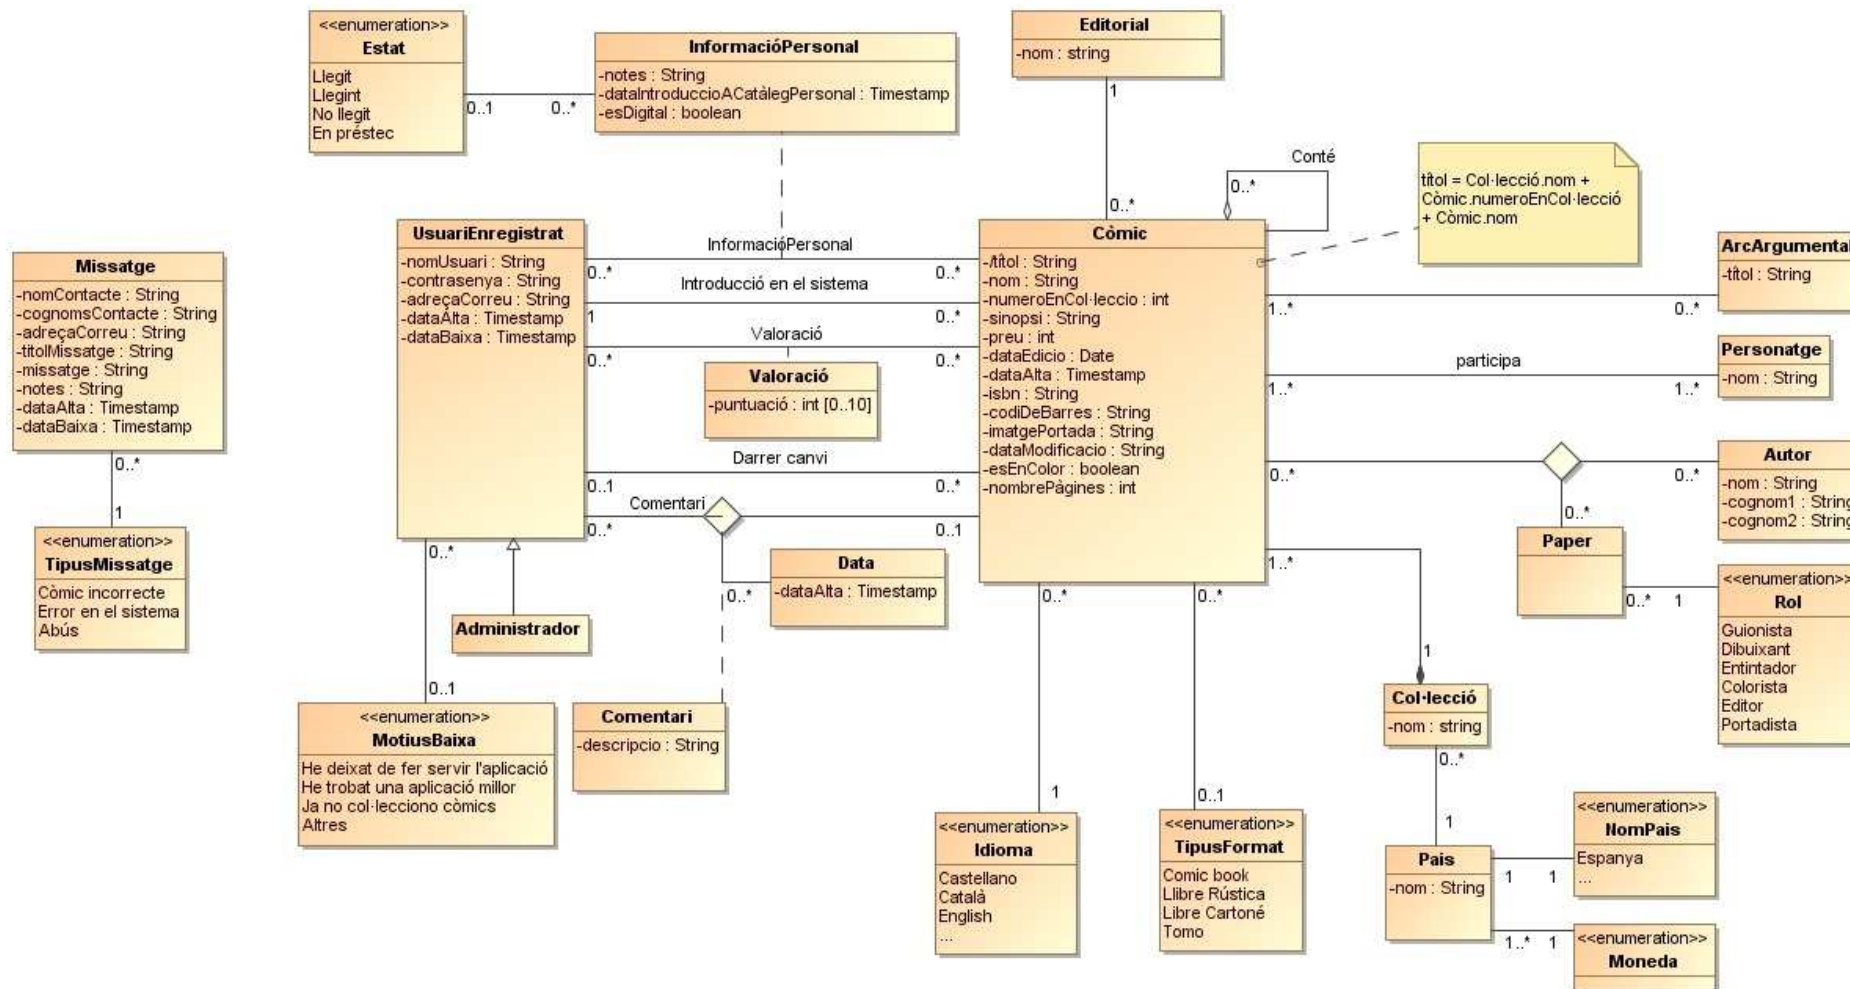 <<enumeration>>
Estat
Llegit
Llegint
No llegit
En préstec
0..1
0..*
InformacióPersonal
-notes : String
-dataIntroduccioACatàlegPersonal : Timestamp
-esDigital : boolean
Editorial
-nom : string
1
0..*
Conté
0..*
títol = Col·lecció.nom +
Còmic.numeroEnCol·lecció
+ Còmic.nom
Missatge
-nomContacte : String
-cognomsContacte : String
-adreçaCorreu : String
-titolMissatge : String
-missatge : String
-notes : String
-dataAlta : Timestamp
-dataBaixa : Timestamp
0..*
1
<<enumeration>>
TipusMissatge
Còmic incorrecte
Error en el sistema
Abús
UsuariEnregistrat
-nomUsuari : String
-contrasenya : String
-adreçaCorreu : String
-dataAlta : Timestamp
-dataBaixa : Timestamp
InformacióPersonal
0..*
0..*
Introducció en el sistema
1
0..*
Valoració
0..*
0..*
Valoració
-puntuació : int [0..10]
Darrer canvi
0..1
0..*
Comentari
0..*
0..1
0..*
Data
-dataAlta : Timestamp
Comentari
-descripcio : String
Administrador
0..*
0..1
<<enumeration>>
MotiusBaixa
He deixat de fer servir l'aplicació
He trobat una aplicació millor
Ja no col·lecciono còmics
Altres
Còmic
-/títol : String
-nom : String
-numeroEnCol·leccio : int
-sinopsi : String
-preu : int
-dataEdicio : Date
-dataAlta : Timestamp
-isbn : String
-codiDeBarres : String
-imatgePortada : String
-dataModificacio : String
-esEnColor : boolean
-nombrePàgines : int
1..*
0..*
ArcArgumental
-títol : String
participa
1..*
1..*
Personatge
-nom : String
0..*
0..*
0..*
Autor
-nom : String
-cognom1 : String
-cognom2 : String
Paper
0..*
1
<<enumeration>>
Rol
Guionista
Dibuixant
Entintador
Colorista
Editor
Portadista
0..*
1
<<enumeration>>
Idioma
Castellano
Català
English
...
0..*
0..1
<<enumeration>>
TipusFormat
Comic book
Llibre Rústica
Libre Cartoné
Tomo
1..*
1
Col·lecció
-nom : string
0..*
1
Pais
-nom : String
1
1
<<enumeration>>
NomPais
Espanya
...
1..*
1
<<enumeration>>
Moneda